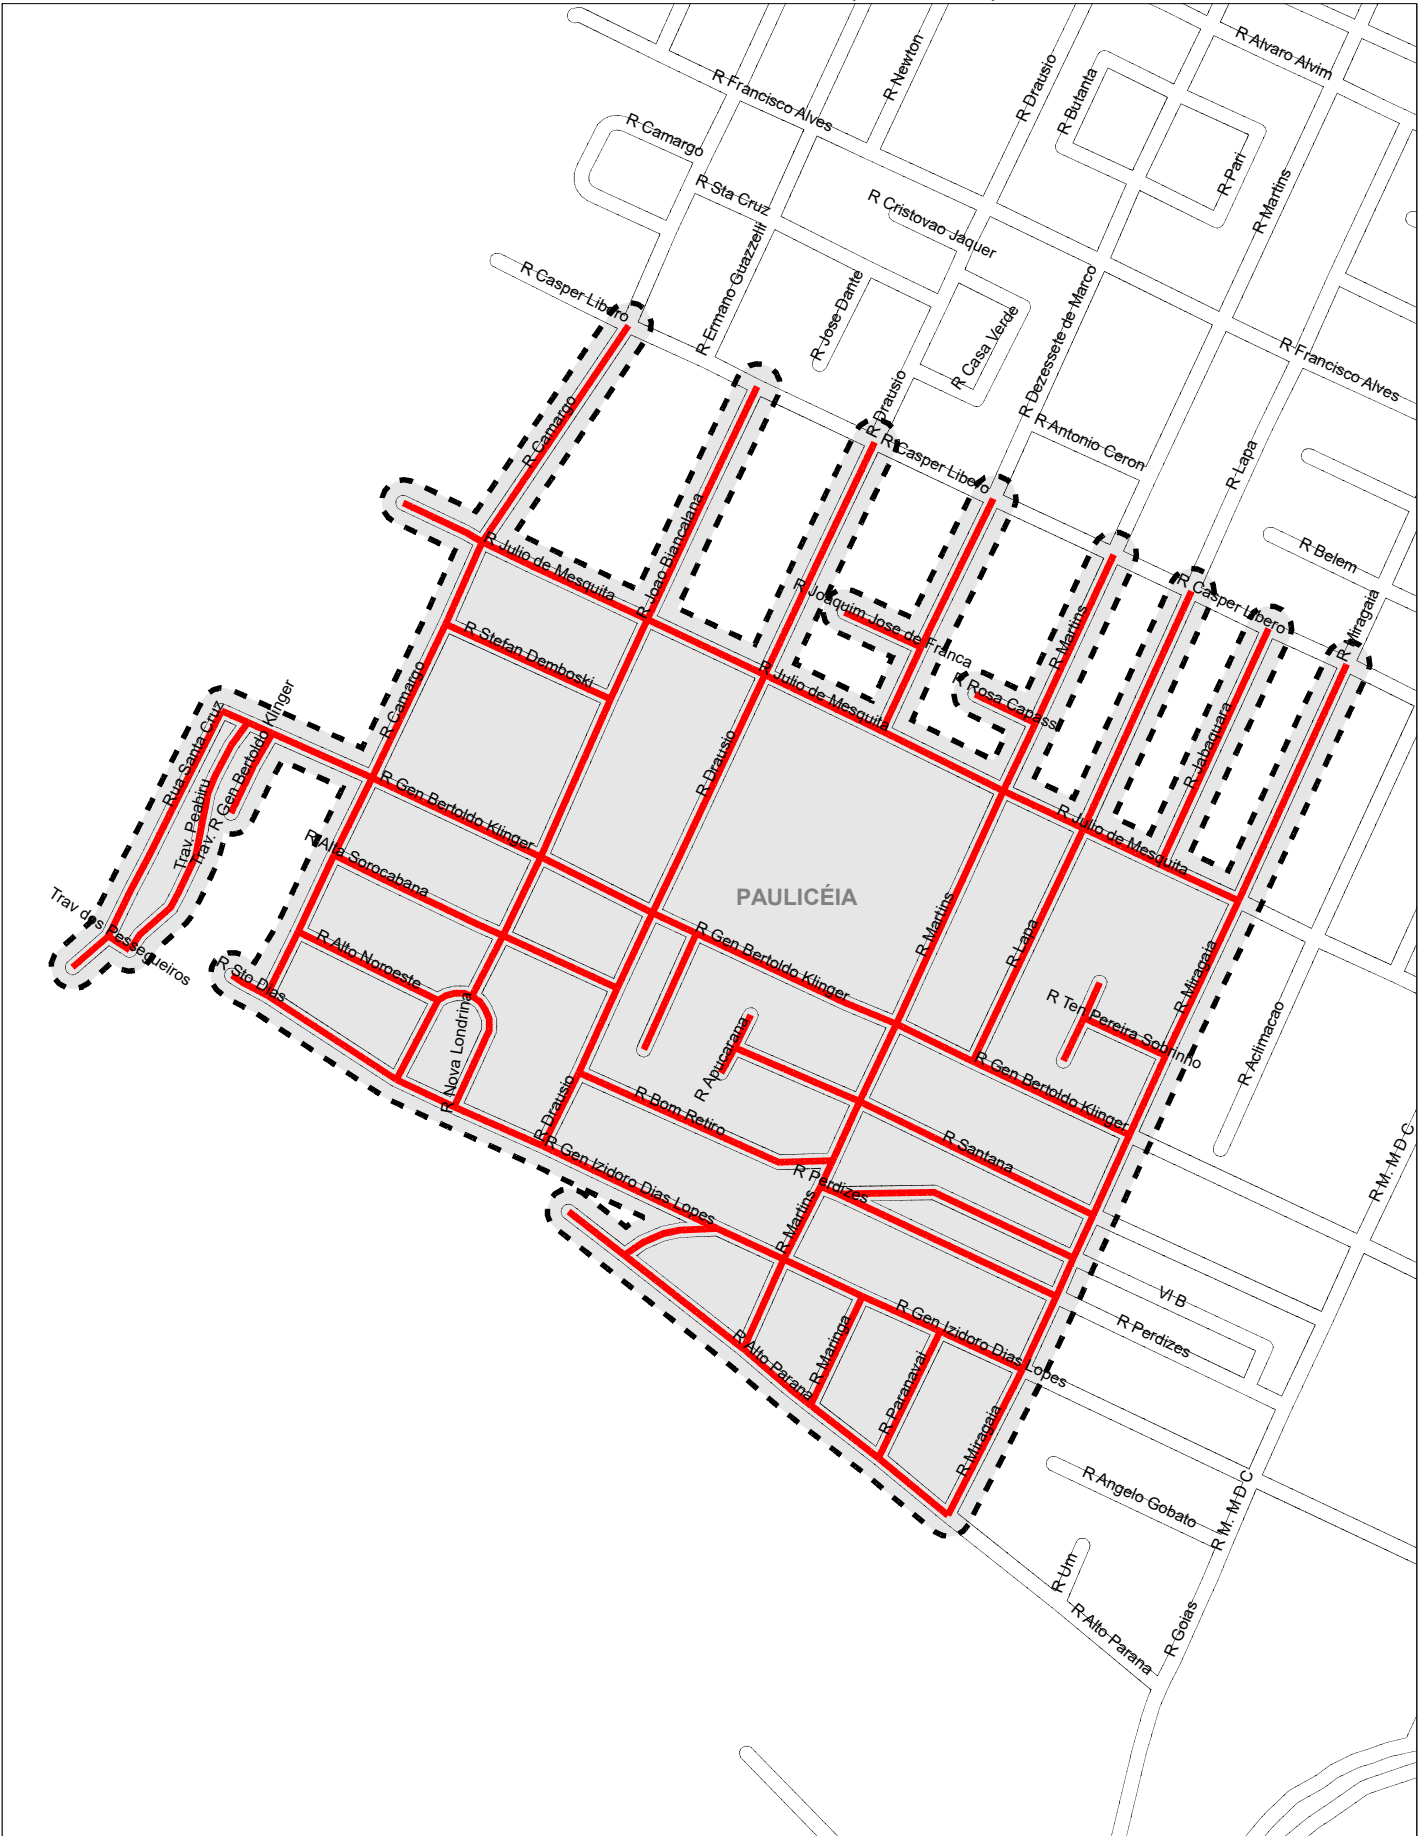 R Alvaro Alvim
R Newton
R Drausio
R Francisco Alves
R Butanta
R Camargo
R Pari
R Martins
R Sta Cruz
R Cristovao Jaquer
R Ermano Guazzelli
R Casper Libero
R Jose Dante
R Casa Verde
R Dezessete de Marco
R Francisco Alves
R Drausio
R Camargo
R Antonio Ceron
R Casper Libero
R Lapa
R Joao Biancalana
R Julio de Mesquita
R Belem
R Casper Libero
R Joaquim Jose de Franca
R Miragaia
R Martins
R Stefan Demboski
R Julio de Mesquita
R Rosa Capassi
R Camargo
Rua Santa Cruz
R Gen Bertoldo Klinger
R Drausio
R Jabaquara
Trav. Peabiru
Trav. R
R Gen Bertoldo Klinger
R Julio de Mesquita
R Alta Sorocabana
PAULICÉIA
R Martins
Trav dos Pessegueiros
R Alto Noroeste
R Gen Bertoldo Klinger
R Lapa
R Miragaia
R Sto Dias
R Ten Pereira Sobrinho
R Nova Londrina
R Apucarana
R Aclimacao
R Gen Bertoldo Klinger
R Drausio
R Bom Retiro
R Santana
R M. M D C
R Gen Izidoro Dias Lopes
R Perdizes
R Martins
VI B
R Perdizes
R Gen Izidoro Dias Lopes
R Alto Parana
R Maringa
R Paranavai
R Miragaia
R Angelo Gobato
R M. M D C
R Um
R Alto Parana
R Goias